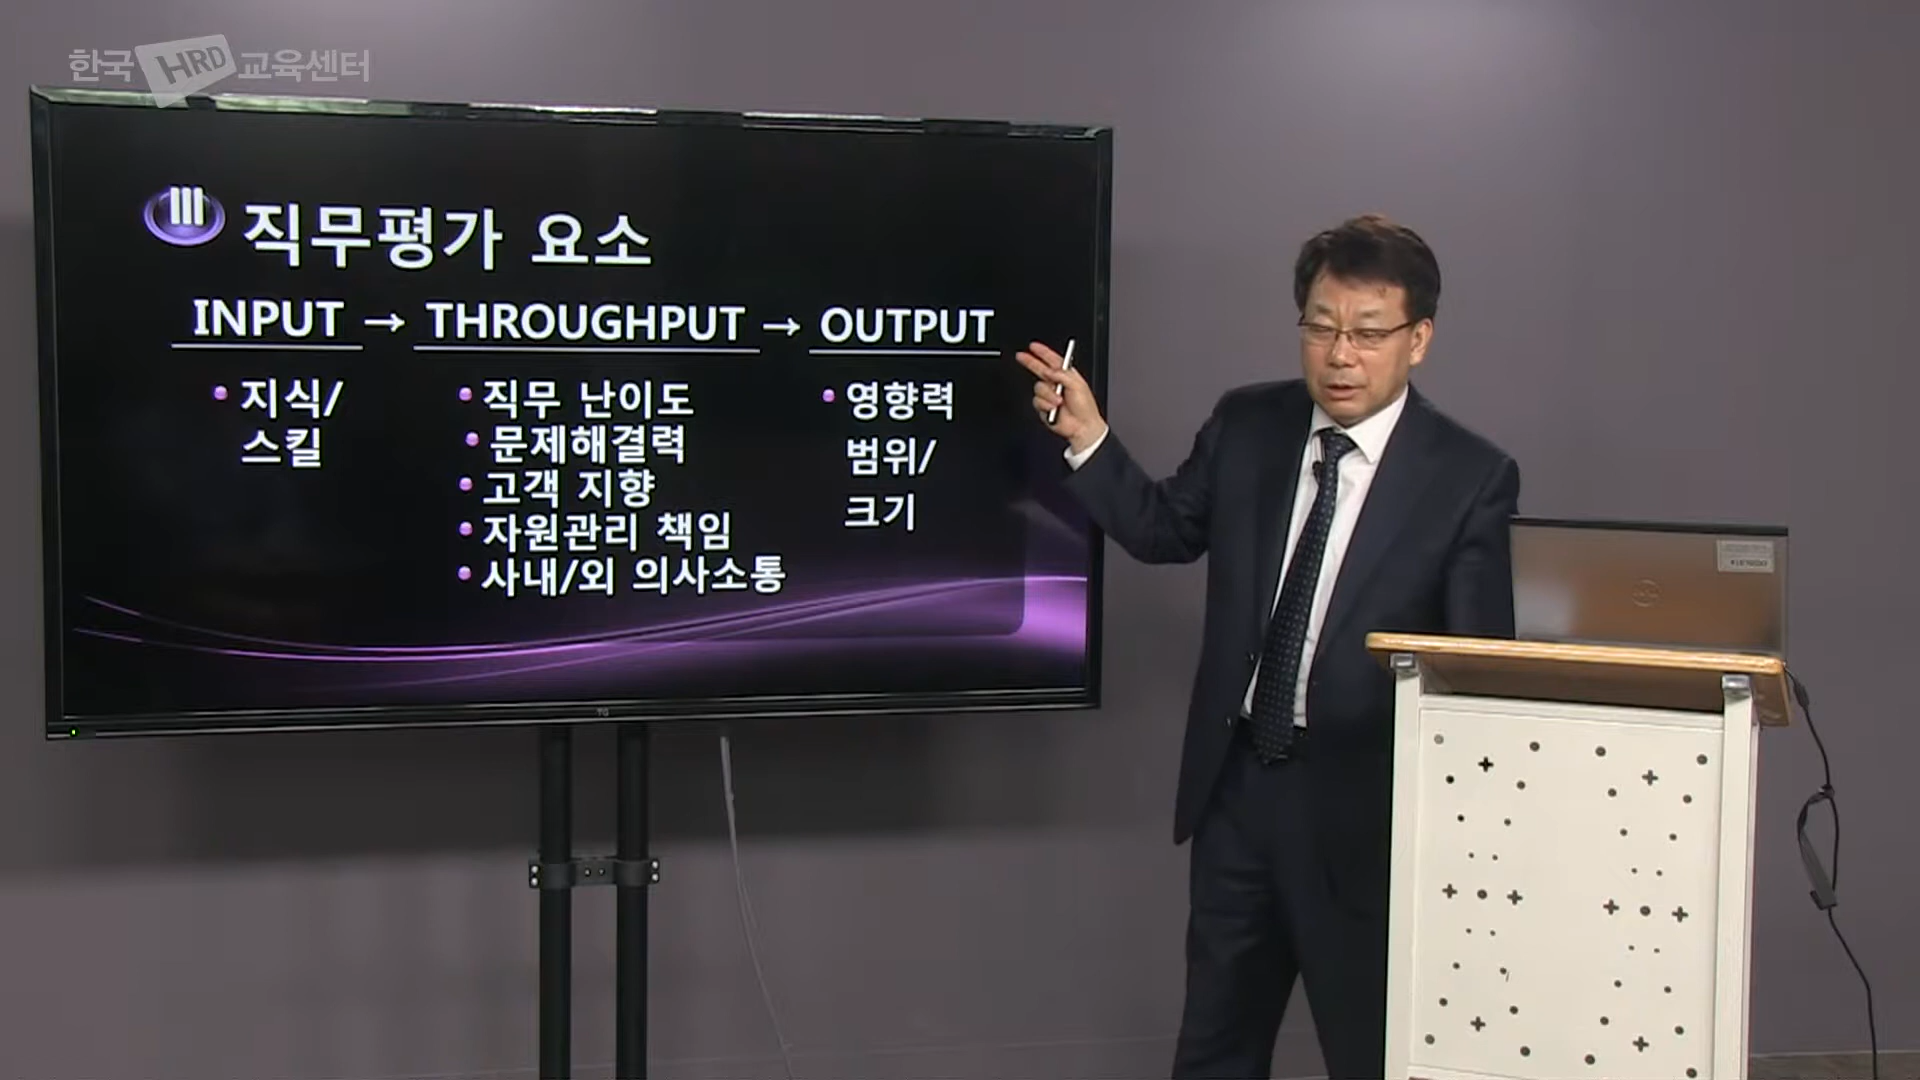 한국 HRD 교육센터
III 직무평가 요소
INPUT → THROUGHPUT → OUTPUT
• 지식/
스킬
• 직무 난이도
• 문제해결력
• 고객 지향
• 자원관리 책임
• 사내/외 의사소통
• 영향력
범위/
크기
TG